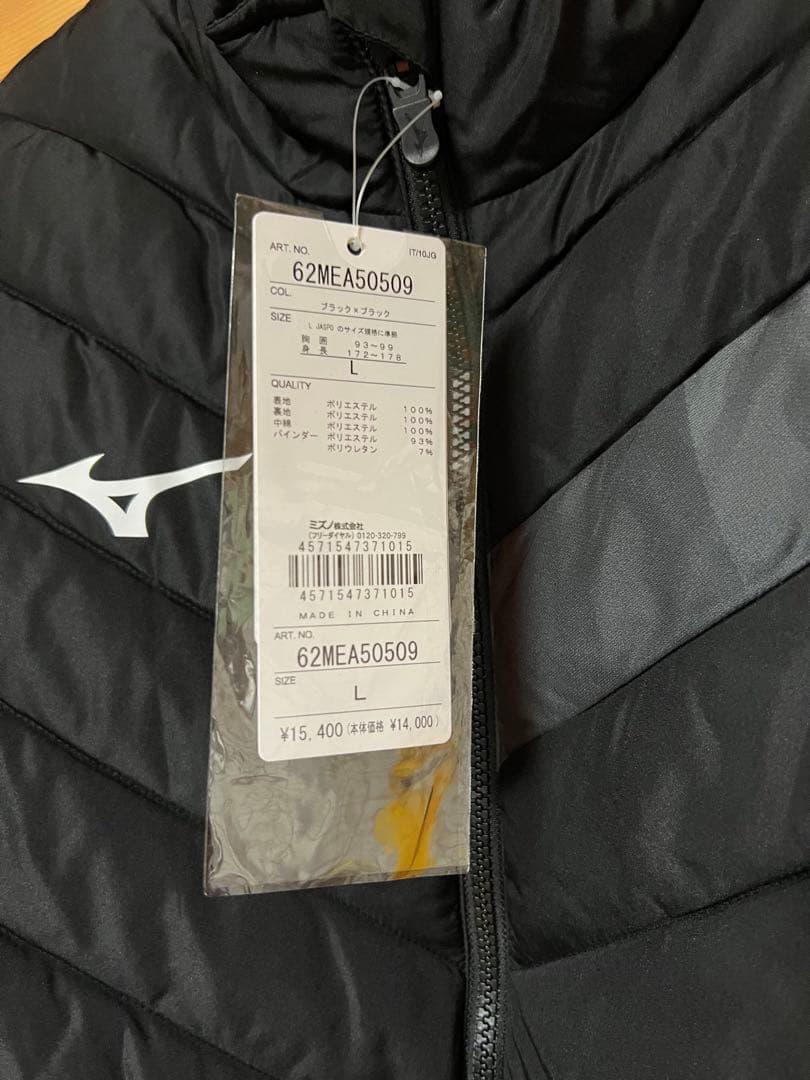 ART. NO.
IT/10JG
62MEA50509
COL.
ブラック×ブラック
SIZE
L JASPO のサイズ規格に準拠
胸 囲 93~99
身 長 172~178
L
QUALITY
表地 ポリエステル 100%
裏地 ポリエステル 100%
中綿 ポリエステル 100%
バインダー ポリエステル 93%
ポリウレタン 7%
ミズノ株式会社
(フリーダイヤル) 0120-320-799
4571547371015
4571547371015
MADE IN CHINA
ART. NO.
62MEA50509
SIZE
L
¥15,400(本体価格 ¥14,000)